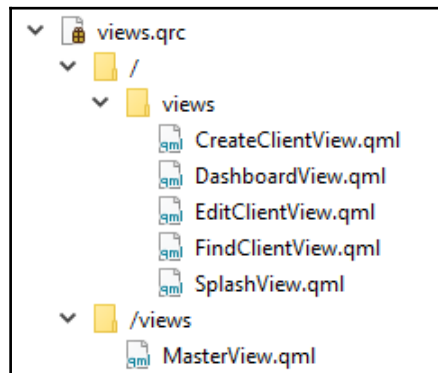 views.qrc
/
views
CreateClientView.qml
DashboardView.qml
EditClientView.qml
FindClientView.qml
SplashView.qml
/views
MasterView.qml